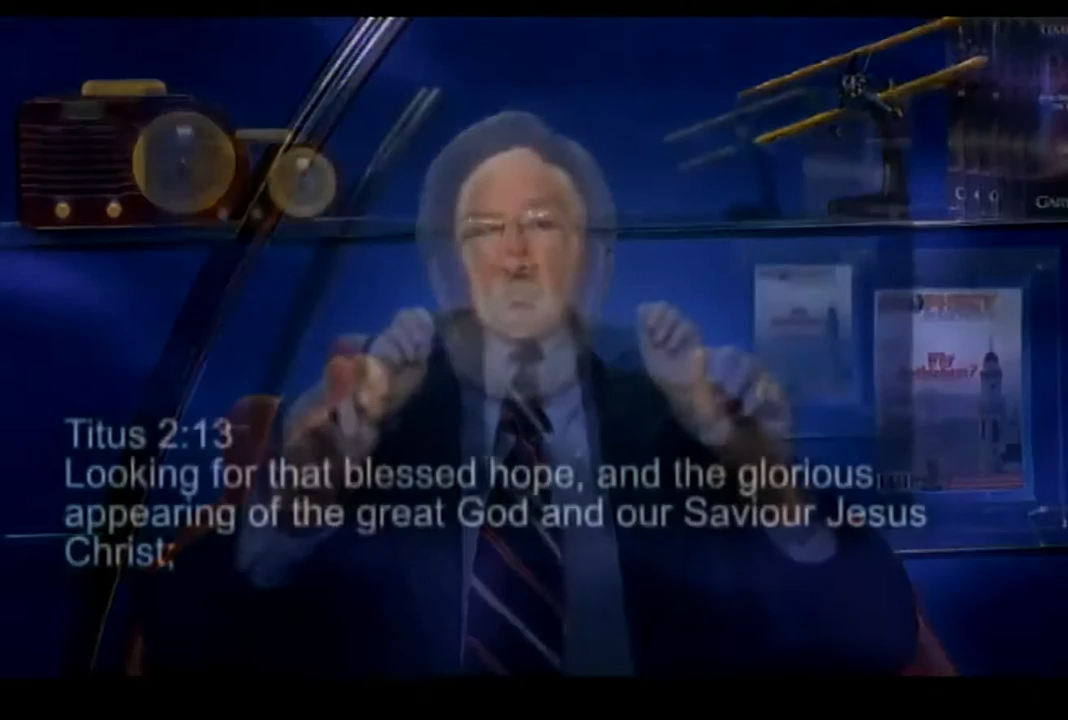 Titus 2:13
Looking for that blessed hope, and the glorious
appearing of the great God and our Saviour Jesus
Christ;